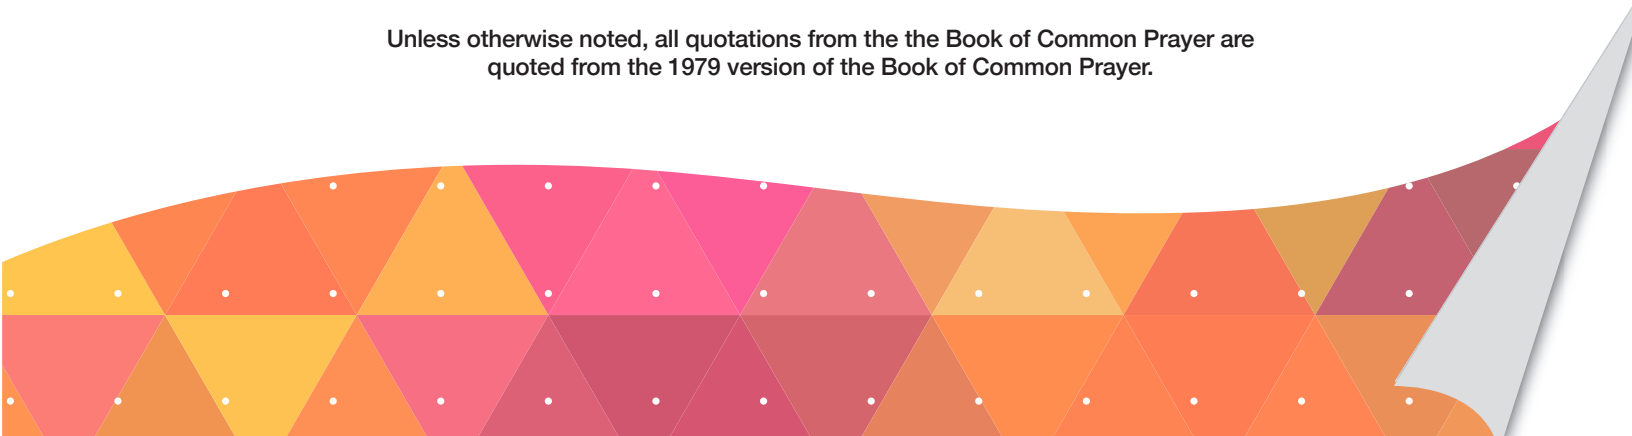 Unless otherwise noted, all quotations from the the Book of Common Prayer are
quoted from the 1979 version of the Book of Common Prayer.